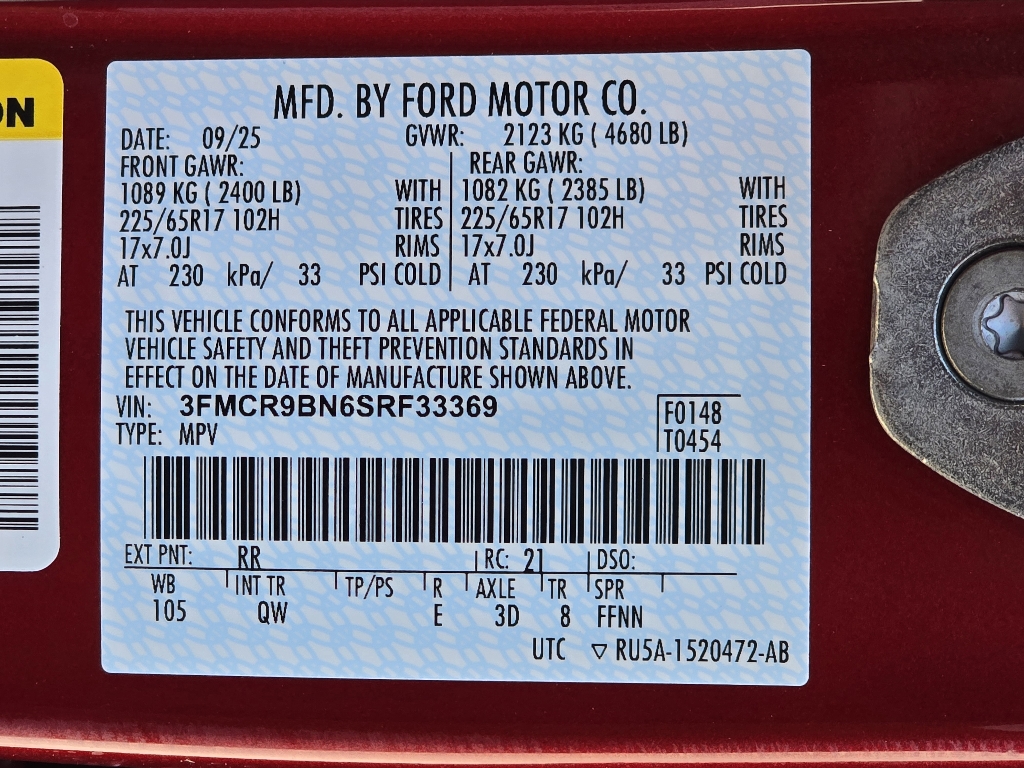 MFD. BY FORD MOTOR CO.
DATE: 09/25 GVWR: 2123 KG ( 4680 LB)
FRONT GAWR: REAR GAWR:
1089 KG ( 2400 LB) WITH 1082 KG ( 2385 LB) WITH
225/65R17 102H TIRES 225/65R17 102H TIRES
17x7.0J RIMS 17x7.0J RIMS
AT 230 kPa/ 33 PSI COLD AT 230 kPa/ 33 PSI COLD
THIS VEHICLE CONFORMS TO ALL APPLICABLE FEDERAL MOTOR
VEHICLE SAFETY AND THEFT PREVENTION STANDARDS IN
EFFECT ON THE DATE OF MANUFACTURE SHOWN ABOVE.
VIN: 3FMCR9BN6SRF33369 F0148
TYPE: MPV T0454
EXT PNT: RR RC: 21 DSO:
WB INT TR TP/PS R AXLE TR SPR
105 QW E 3D 8 FFNN
UTC ▽ RU5A-1520472-AB